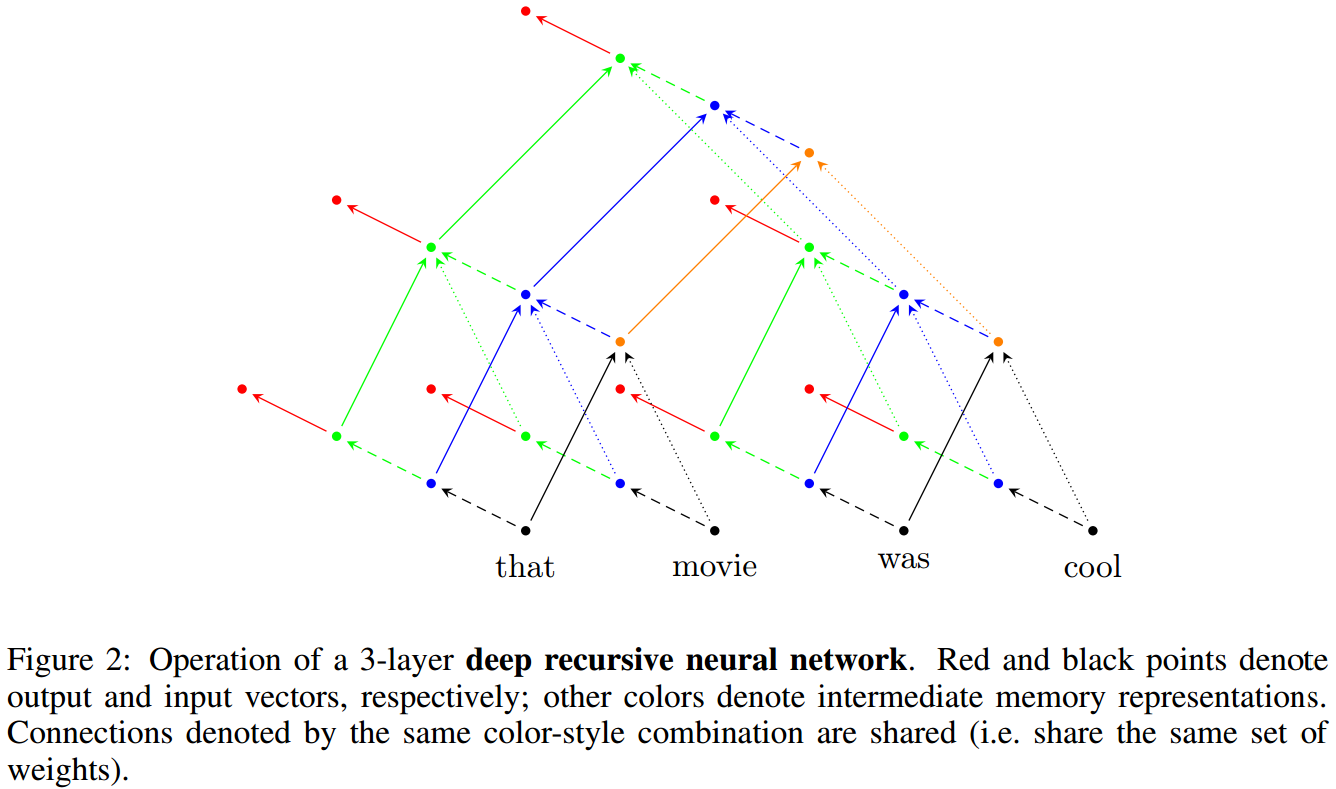 that movie was cool
Figure 2: Operation of a 3-layer deep recursive neural network. Red and black points denote
output and input vectors, respectively; other colors denote intermediate memory representations.
Connections denoted by the same color-style combination are shared (i.e. share the same set of
weights).